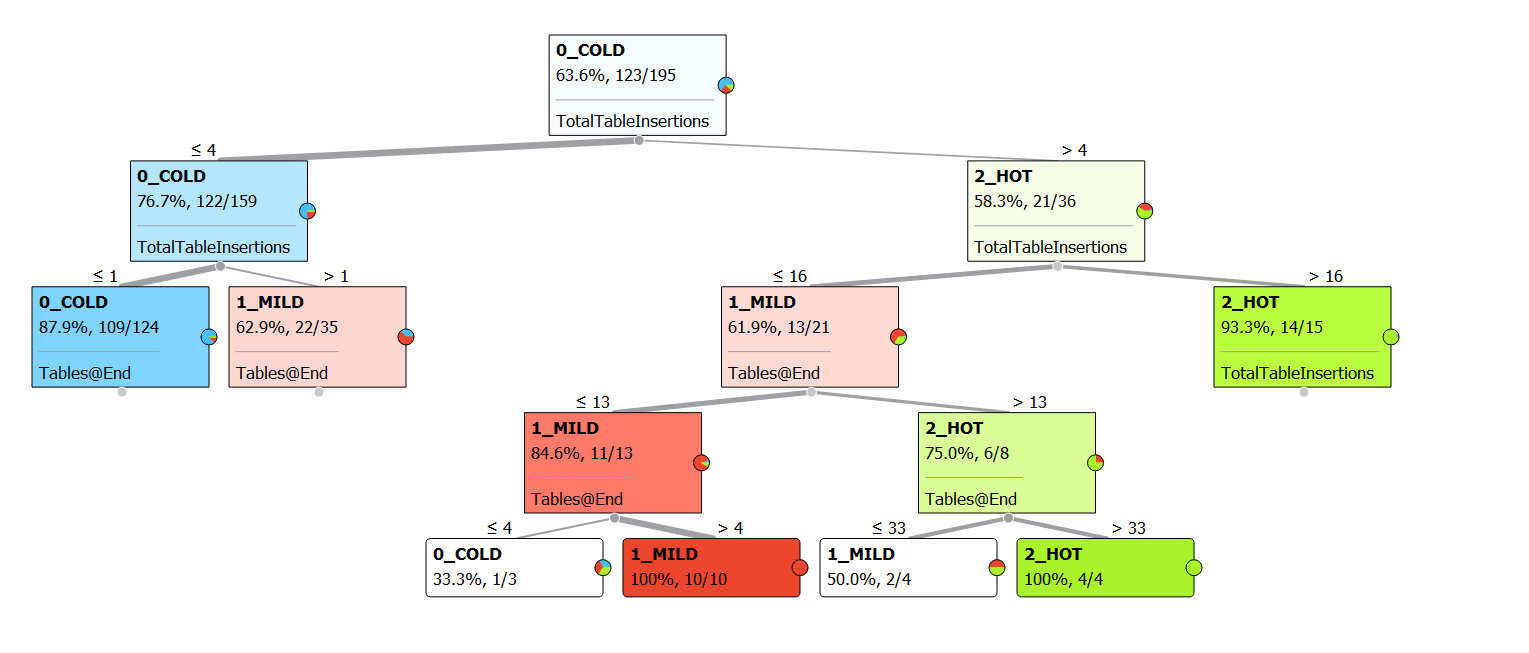 0_COLD
63.6%, 123/195
TotalTableInsertions
≤ 4
> 4
0_COLD
76.7%, 122/159
TotalTableInsertions
2_HOT
58.3%, 21/36
TotalTableInsertions
≤ 1
> 1
≤ 16
> 16
0_COLD
87.9%, 109/124
Tables@End
1_MILD
62.9%, 22/35
Tables@End
1_MILD
61.9%, 13/21
Tables@End
2_HOT
93.3%, 14/15
TotalTableInsertions
≤ 13
> 13
1_MILD
84.6%, 11/13
Tables@End
2_HOT
75.0%, 6/8
Tables@End
≤ 4
> 4
≤ 33
> 33
0_COLD
33.3%, 1/3
1_MILD
100%, 10/10
1_MILD
50.0%, 2/4
2_HOT
100%, 4/4